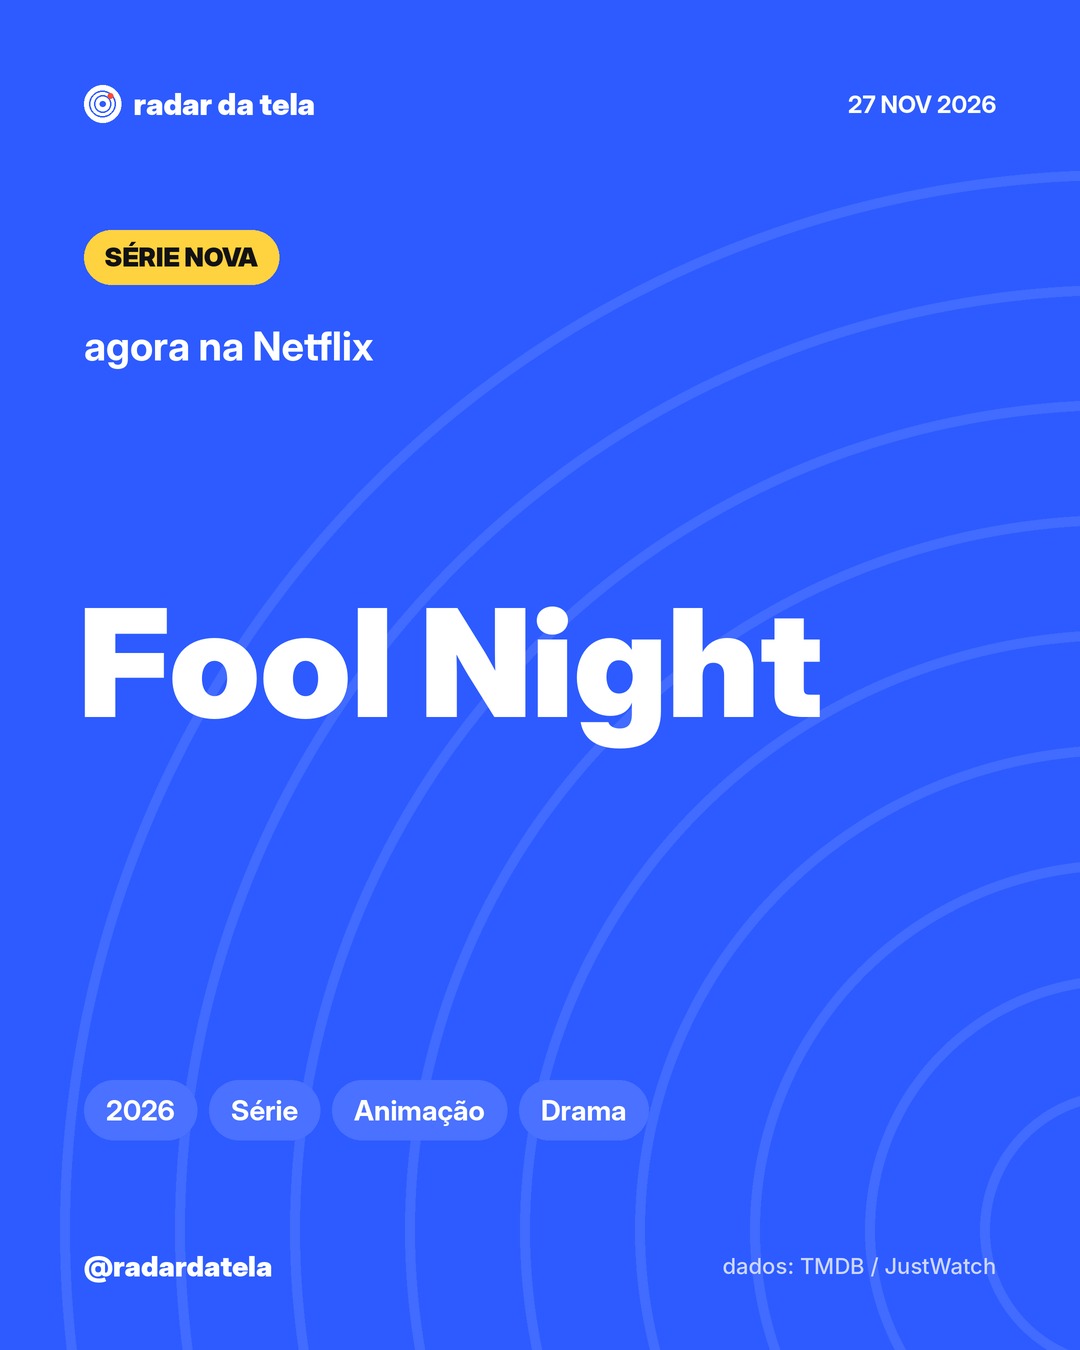 radar da tela
27 NOV 2026
SÉRIE NOVA
agora na Netflix
Fool Night
2026
Série
Animação
Drama
@radardatela
dados: TMDB / JustWatch